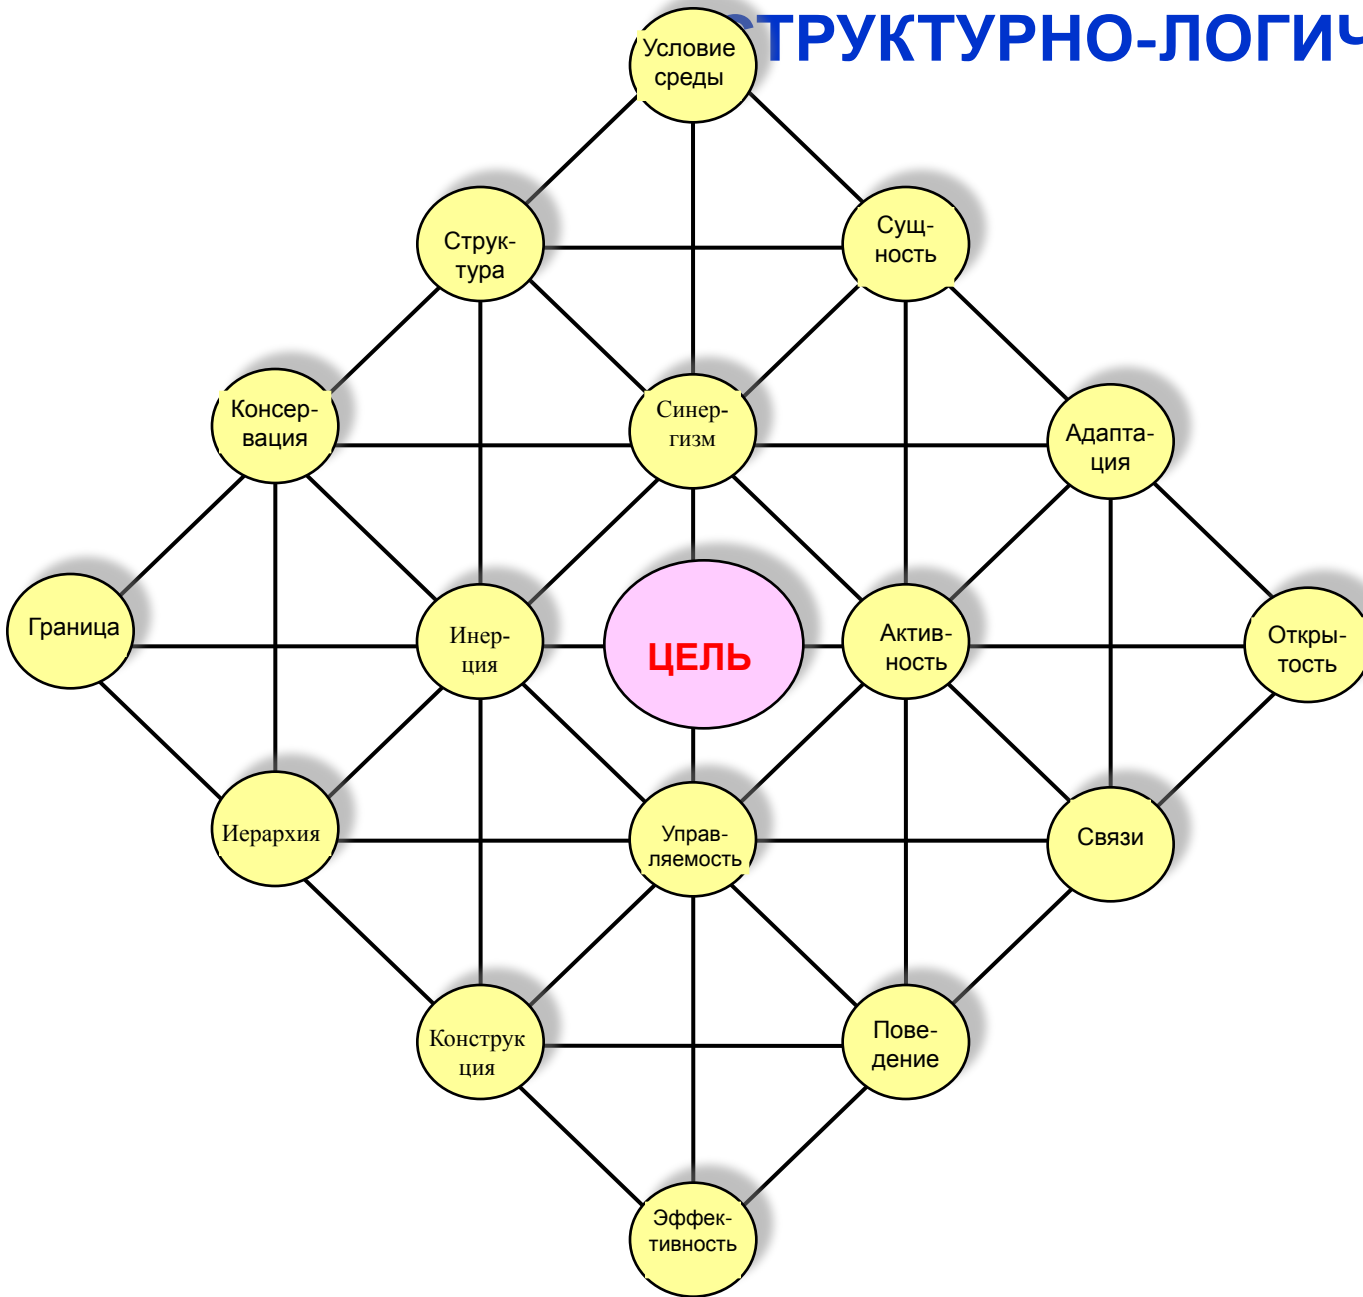 СТРУКТУРНО-ЛОГИЧ
Условие
среды
Струк-
тура
Сущ-
ность
Консер-
вация
Синер-
гизм
Адапта-
ция
Граница
Инер-
ция
ЦЕЛЬ
Актив-
ность
Откры-
тость
Иерархия
Управ-
ляемость
Связи
Конструк
ция
Пове-
дение
Эффек-
тивность